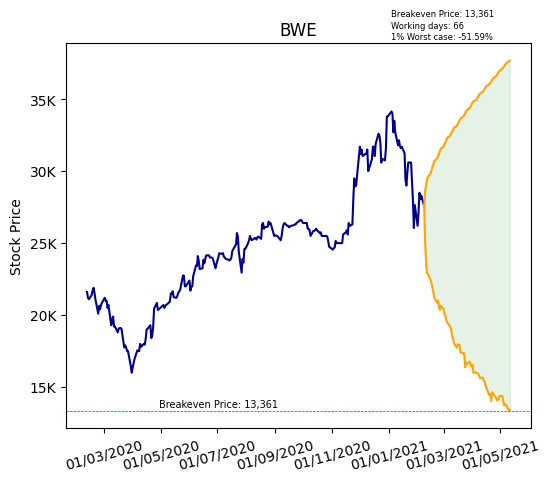 Breakeven Price: 13,361
Working days: 66
1% Worst case: -51.59%
BWE
Stock Price
35K
30K
25K
20K
15K
Breakeven Price: 13,361
01/03/2020 01/05/2020 01/07/2020 01/09/2020 01/11/2020 01/01/2021 01/03/2021 01/05/2021